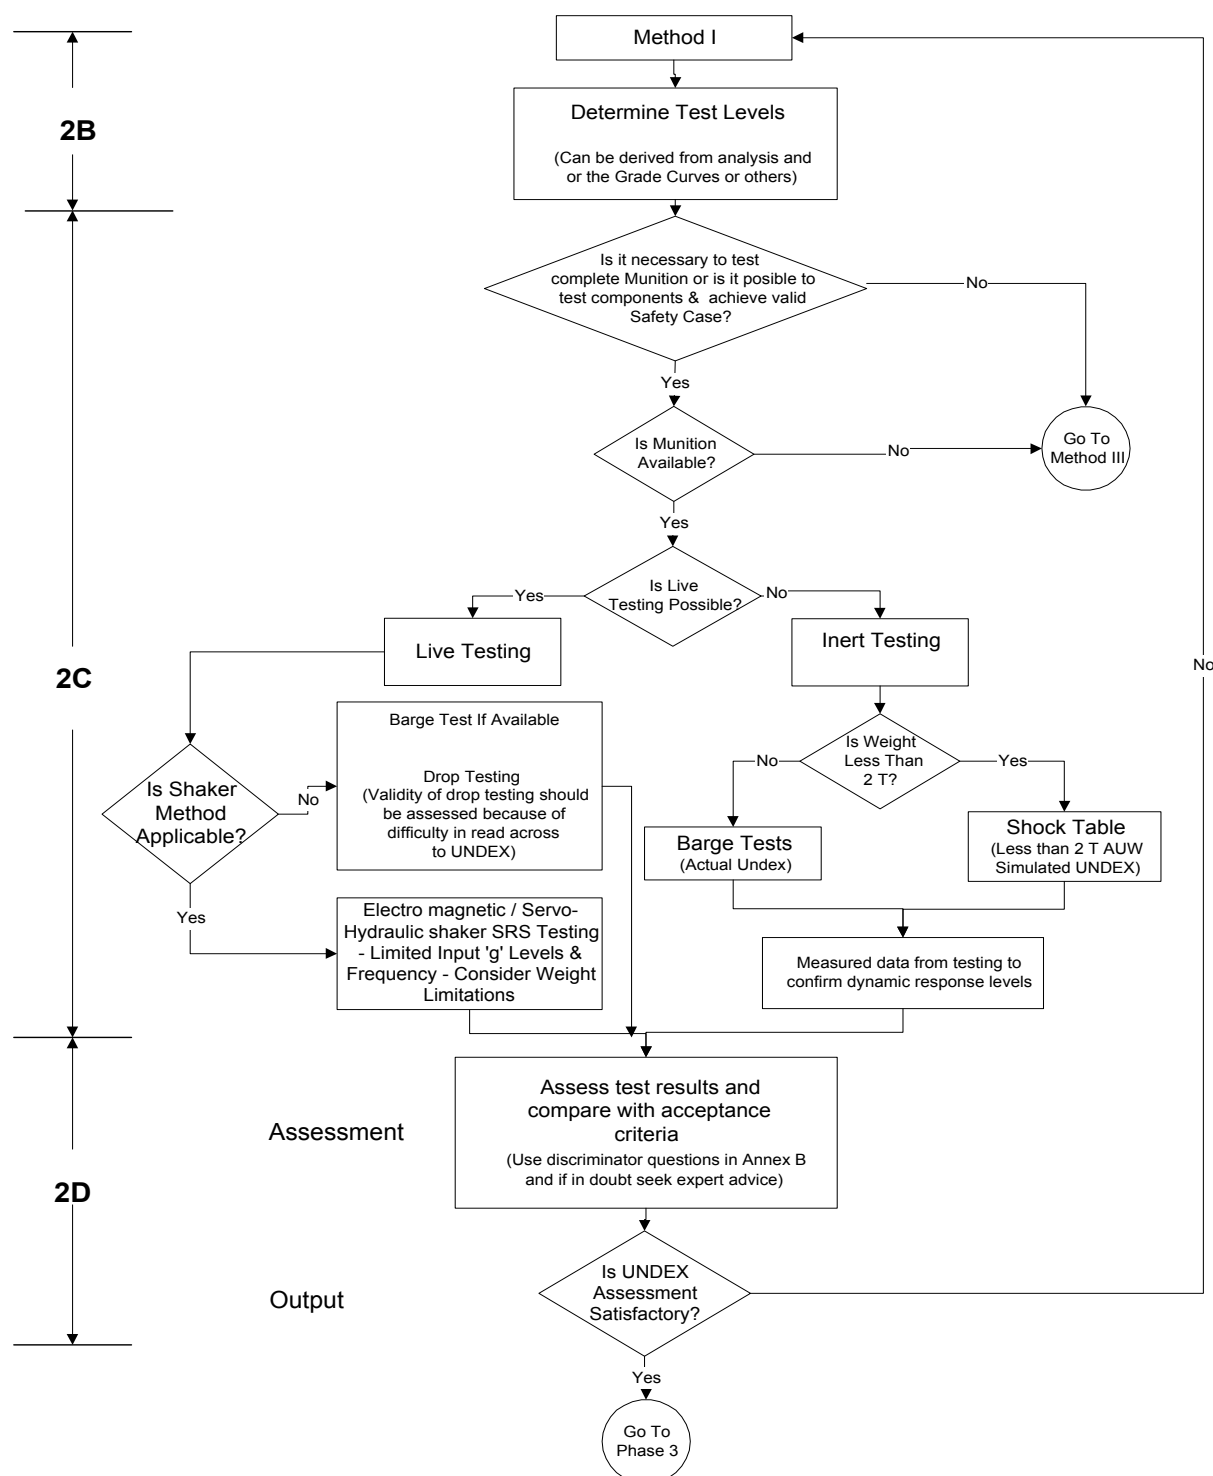 Method I
2B
Determine Test Levels
(Can be derived from analysis and
or the Grade Curves or others)
Is it necessary to test
complete Munition or is it posible to
test components & achieve valid
Safety Case?
No
Yes
Is Munition
Available?
No
Go To
Method III
Yes
Is Live
Testing Possible?
Yes
No
Live Testing
Inert Testing
2C
No
Barge Test If Available
Drop Testing
(Validity of drop testing should
be assessed because of
difficulty in read across
to UNDEX)
Is Weight
Less Than
2 T?
No
Yes
Is Shaker
Method
Applicable?
No
Barge Tests
(Actual Undex)
Shock Table
(Less than 2 T AUW
Simulated UNDEX)
Yes
Electro magnetic / Servo-
Hydraulic shaker SRS Testing
- Limited Input 'g' Levels &
Frequency - Consider Weight
Limitations
Measured data from testing to
confirm dynamic response levels
Assessment
Assess test results and
compare with acceptance
criteria
(Use discriminator questions in Annex B
and if in doubt seek expert advice)
2D
Output
Is UNDEX
Assessment
Satisfactory?
Yes
Go To
Phase 3